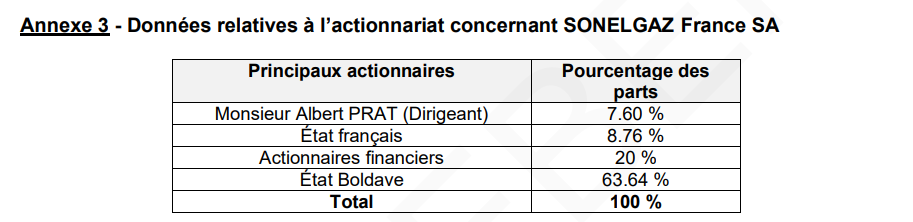 Annexe 3 - Données relatives à l’actionnariat concernant SONELGAZ France SA
Principaux actionnaires Pourcentage des
parts
Monsieur Albert PRAT (Dirigeant) 7.60 %
État français 8.76 %
Actionnaires financiers 20 %
État Boldave 63.64 %
Total 100 %